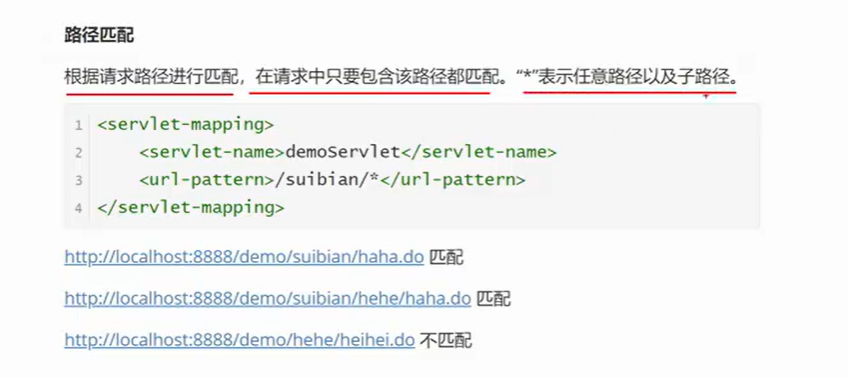 路径匹配
根据请求路径进行匹配，在请求中只要包含该路径都匹配。“*”表示任意路径以及子路径。
1 <servlet-mapping>
2 <servlet-name>demoServlet</servlet-name>
3 <url-pattern>/suibian/*</url-pattern>
4 </servlet-mapping>
http://localhost:8888/demo/suibian/haha.do 匹配
http://localhost:8888/demo/suibian/hehe/haha.do 匹配
http://localhost:8888/demo/hehe/heihei.do 不匹配